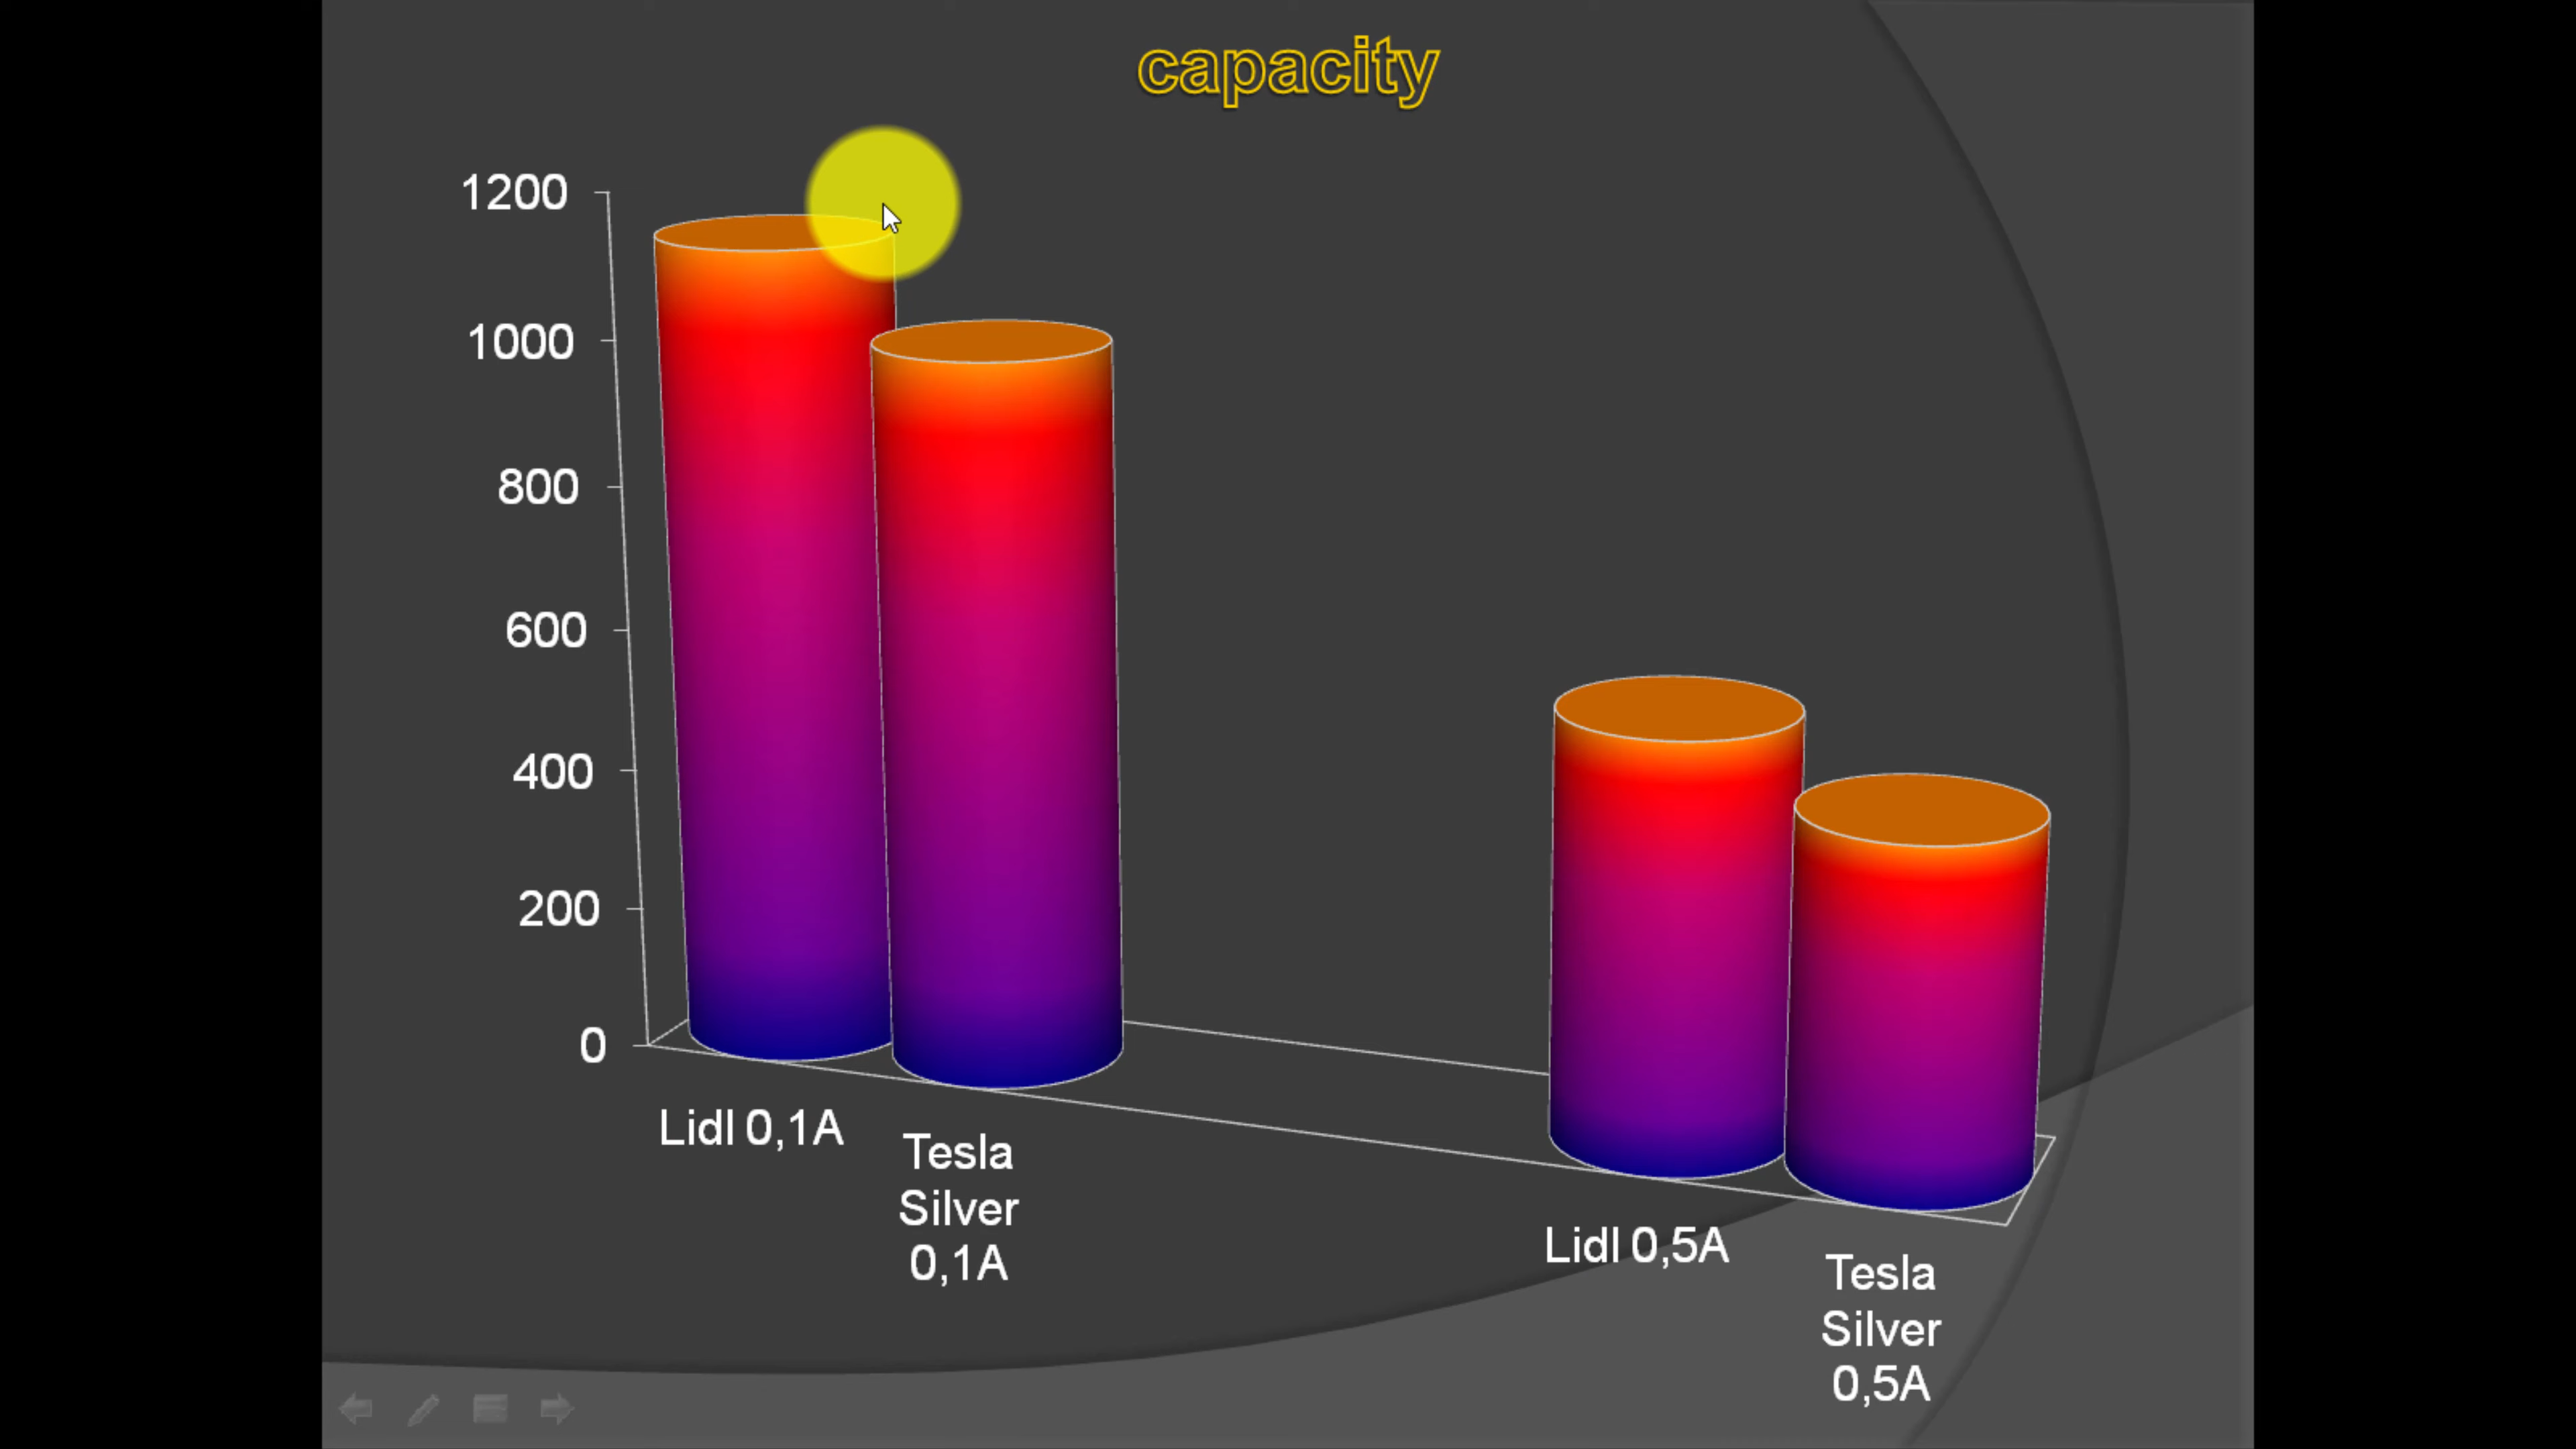 capacity
1200
1000
800
600
400
200
0
Lidl 0,1A
Tesla
Silver
0,1A
Lidl 0,5A
Tesla
Silver
0,5A